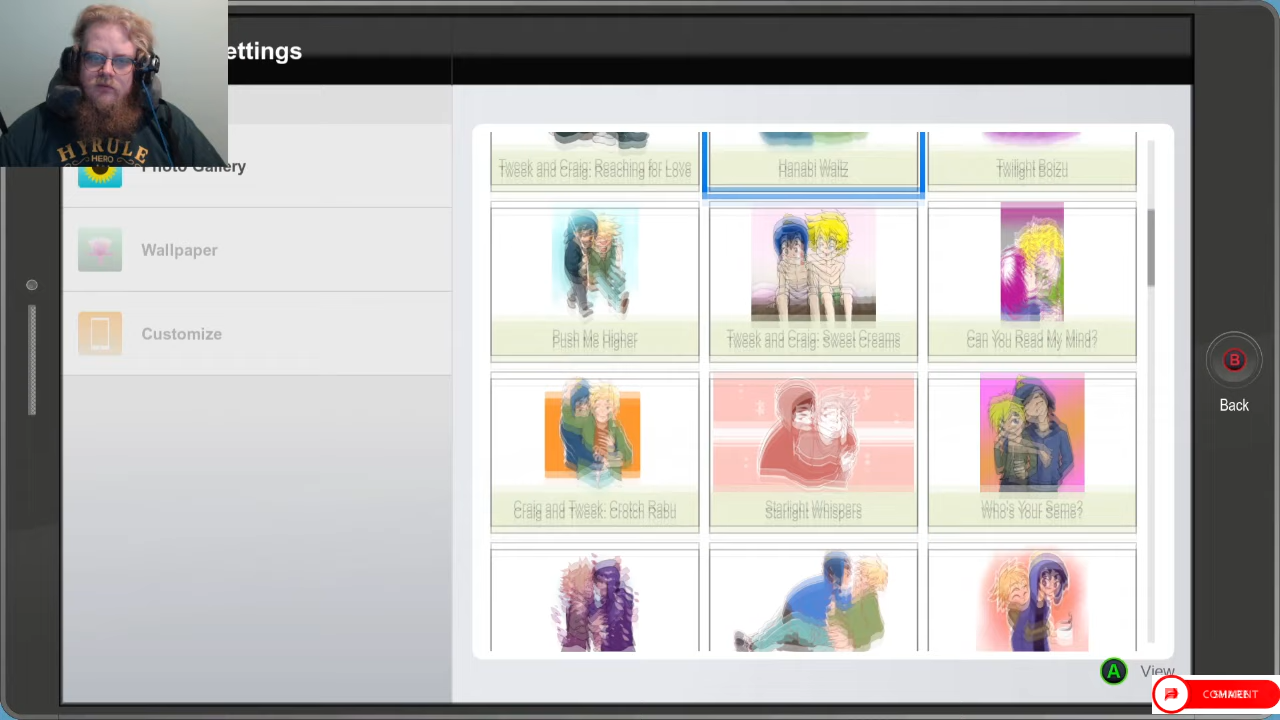 ettings
HYRULE
HERO
Photo Gallery
Wallpaper
Customize
Tweek and Craig: Reaching for Love
Hanabi Waltz
Twilight Boizu
Push Me Higher
Tweek and Craig: Sweet Creams
Can You Read My Mind?
Craig and Tweek: Crotch Rabu
Starlight Whispers
Who's Your Seme?
B
Back
A View